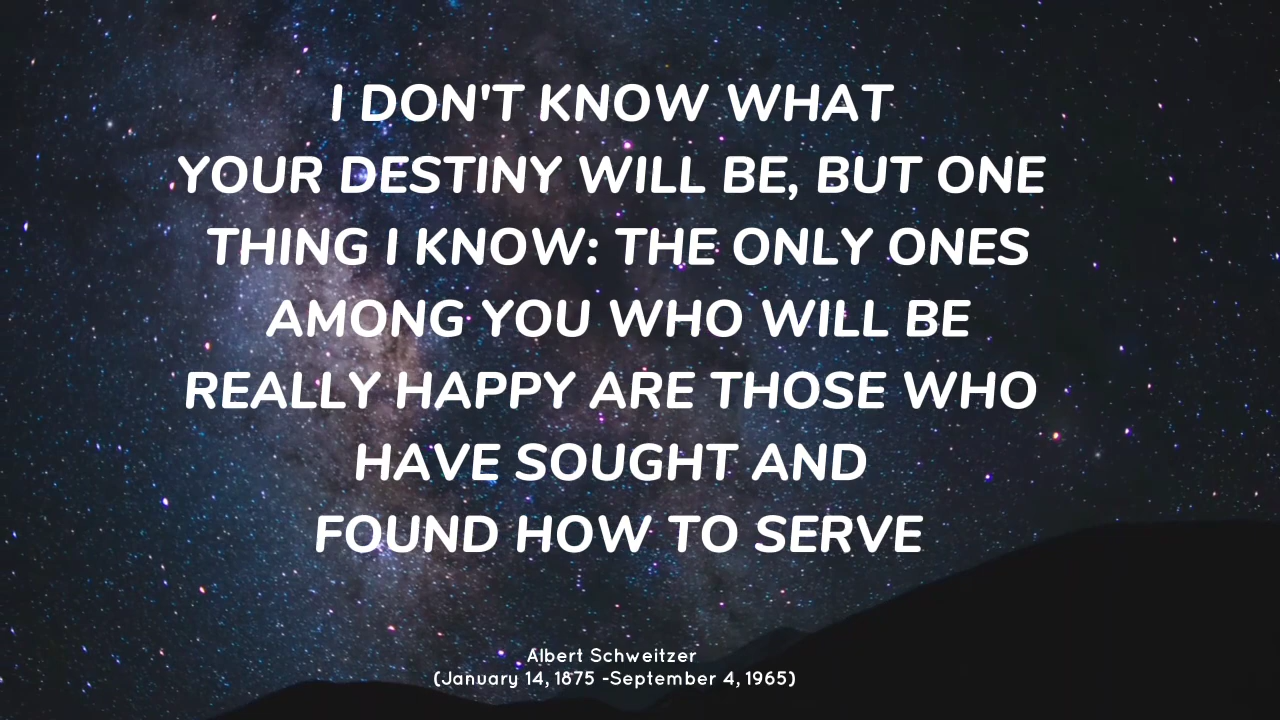 I DON'T KNOW WHAT
YOUR DESTINY WILL BE, BUT ONE
THING I KNOW: THE ONLY ONES
AMONG YOU WHO WILL BE
REALLY HAPPY ARE THOSE WHO
HAVE SOUGHT AND
FOUND HOW TO SERVE
Albert Schweitzer
(January 14, 1875 -September 4, 1965)